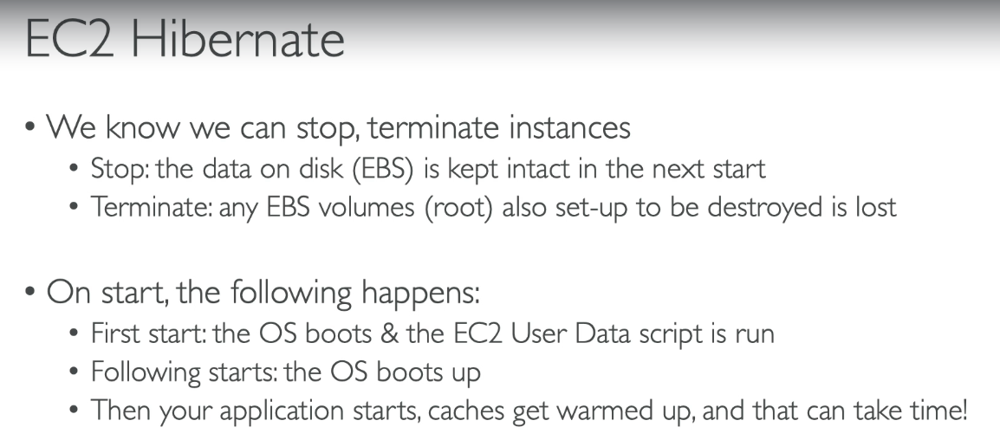 EC2 Hibernate
• We know we can stop, terminate instances
• Stop: the data on disk (EBS) is kept intact in the next start
• Terminate: any EBS volumes (root) also set-up to be destroyed is lost
• On start, the following happens:
• First start: the OS boots & the EC2 User Data script is run
• Following starts: the OS boots up
• Then your application starts, caches get warmed up, and that can take time!